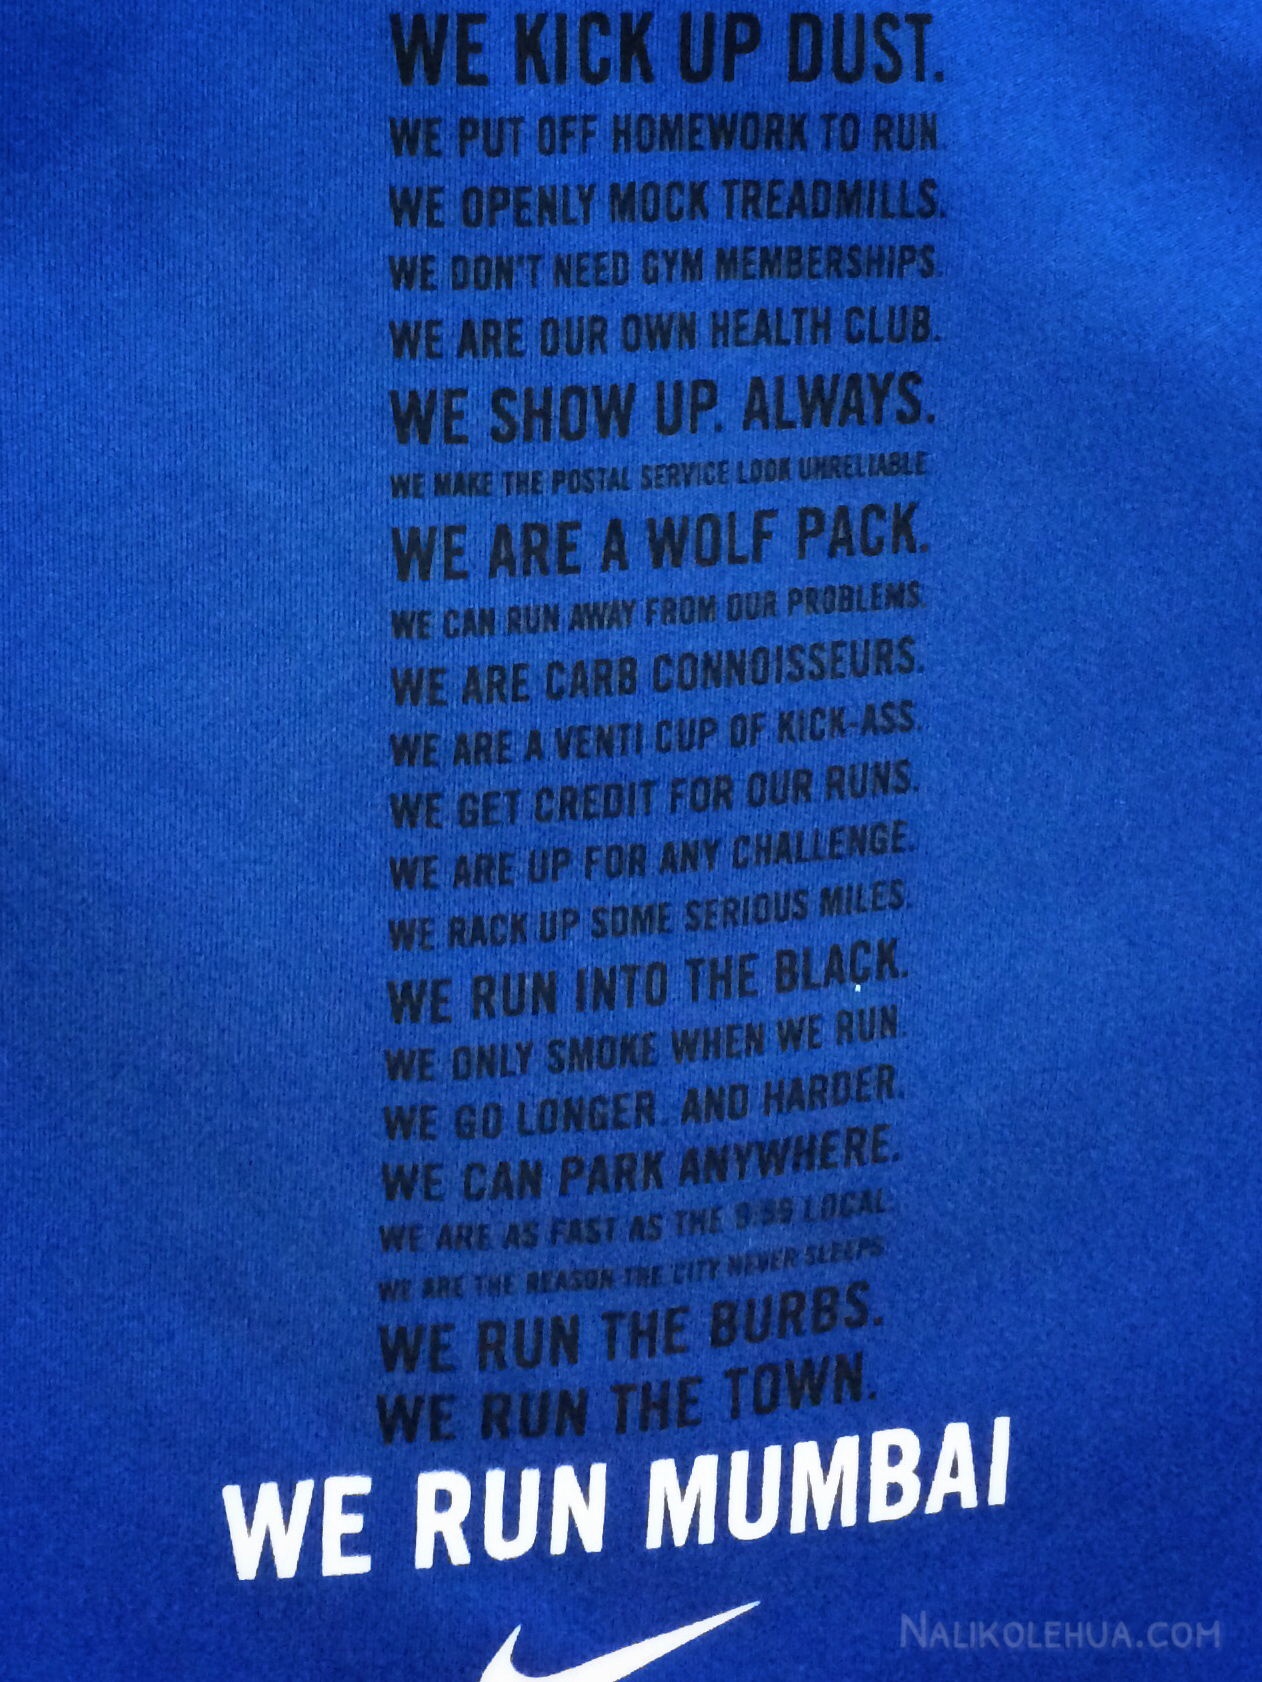 WE KICK UP DUST.
WE PUT OFF HOMEWORK TO RUN.
WE OPENLY MOCK TREADMILLS.
WE DON'T NEED GYM MEMBERSHIPS.
WE ARE OUR OWN HEALTH CLUB.
WE SHOW UP. ALWAYS.
WE MAKE THE POSTAL SERVICE LOOK UNRELIABLE
WE ARE A WOLF PACK.
WE CAN RUN AWAY FROM OUR PROBLEMS.
WE ARE CARB CONNOISSEURS.
WE ARE A VENTI CUP OF KICK-ASS.
WE GET CREDIT FOR OUR RUNS.
WE ARE UP FOR ANY CHALLENGE.
WE RACK UP SOME SERIOUS MILES.
WE RUN INTO THE BLACK.
WE ONLY SMOKE WHEN WE RUN.
WE GO LONGER. AND HARDER.
WE CAN PARK ANYWHERE.
WE ARE AS FAST AS THE LOCAL
WE ARE THE REASON THE CITY NEVER SLEEPS.
WE RUN THE BURBS.
WE RUN THE TOWN.
WE RUN MUMBAI
NALIKOLEHUA.COM